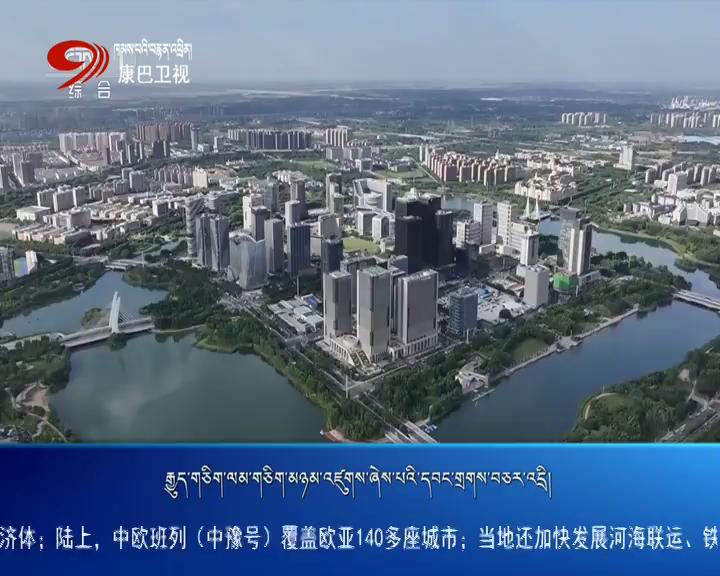 ཁམས་པའི་བརྙན་འཕྲིན།
康巴卫视
综合
རྒྱུད་གཅིག་ལམ་གཅིག་མཉམ་འཛུགས་ཞེས་པའི་དབང་གྲགས་བཅར་འདྲི།
济体；陆上，中欧班列（中豫号）覆盖欧亚140多座城市；当地还加快发展河海联运、铁